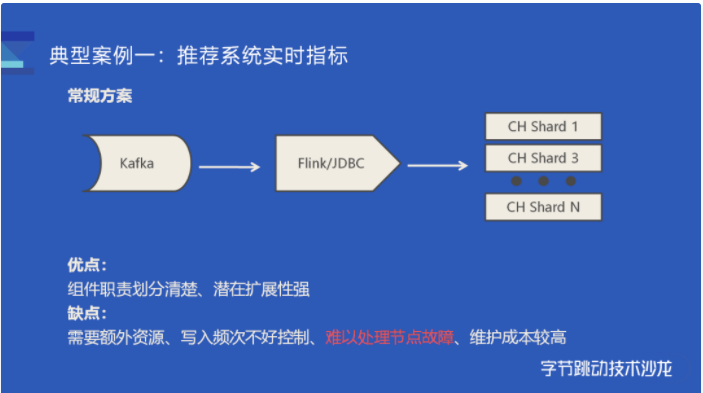 典型案例一：推荐系统实时指标
常规方案
Kafka
Flink/JDBC
CH Shard 1
CH Shard 3
CH Shard N
优点：
组件职责划分清楚、潜在扩展性强
缺点：
需要额外资源、写入频次不好控制、难以处理节点故障、维护成本较高
字节跳动技术沙龙